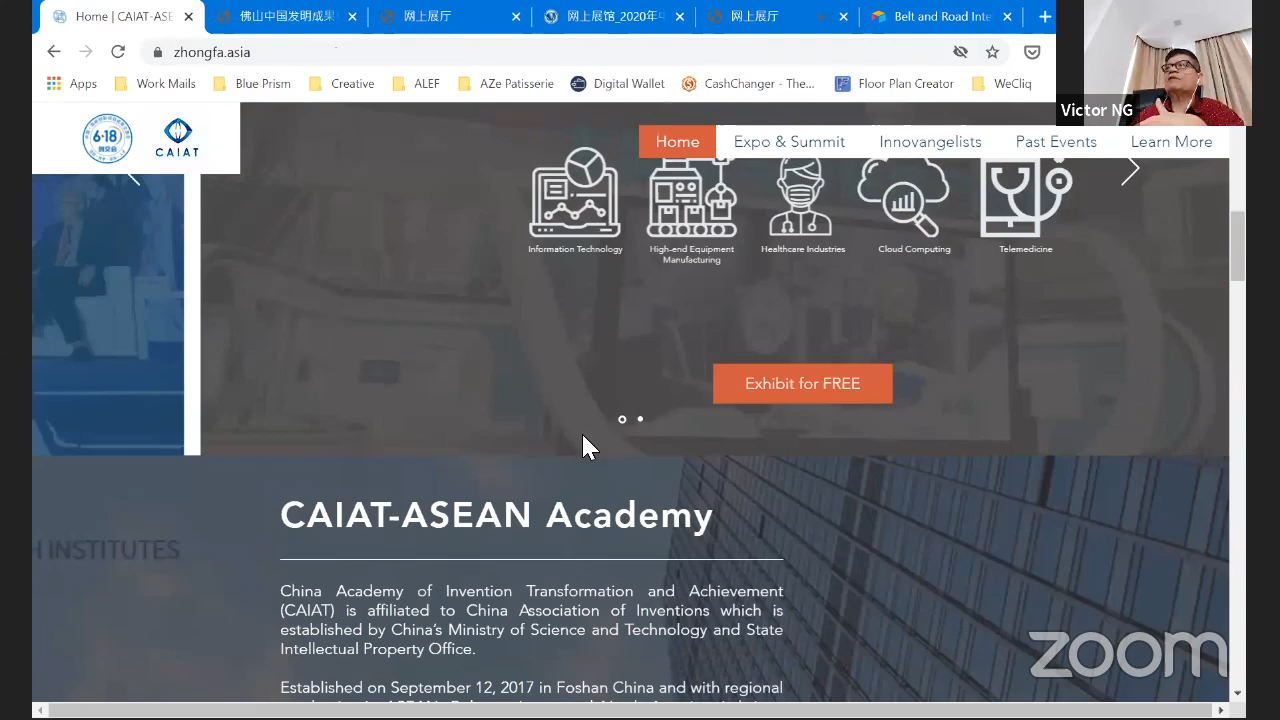 Home | CAIAT-ASE
佛山中国发明成果
网上展厅
网上展馆_2020年中
网上展厅
Belt and Road Inte
zhongfa.asia
Apps
Work Mails
Blue Prism
Creative
ALEF
AZe Patisserie
Digital Wallet
CashChanger - The...
Floor Plan Creator
WeCliq
Victor NG
6·18
CAIAT
Home
Expo & Summit
Innovangelists
Past Events
Learn More
Information Technology
High-end Equipment
Manufacturing
Healthcare Industries
Cloud Computing
Telemedicine
Exhibit for FREE
CAIAT-ASEAN Academy
H INSTITUTES
China Academy of Invention Transformation and Achievement
(CAIAT) is affiliated to China Association of Inventions which is
established by China's Ministry of Science and Technology and State
Intellectual Property Office.
Established on September 12, 2017 in Foshan China and with regional
zoom